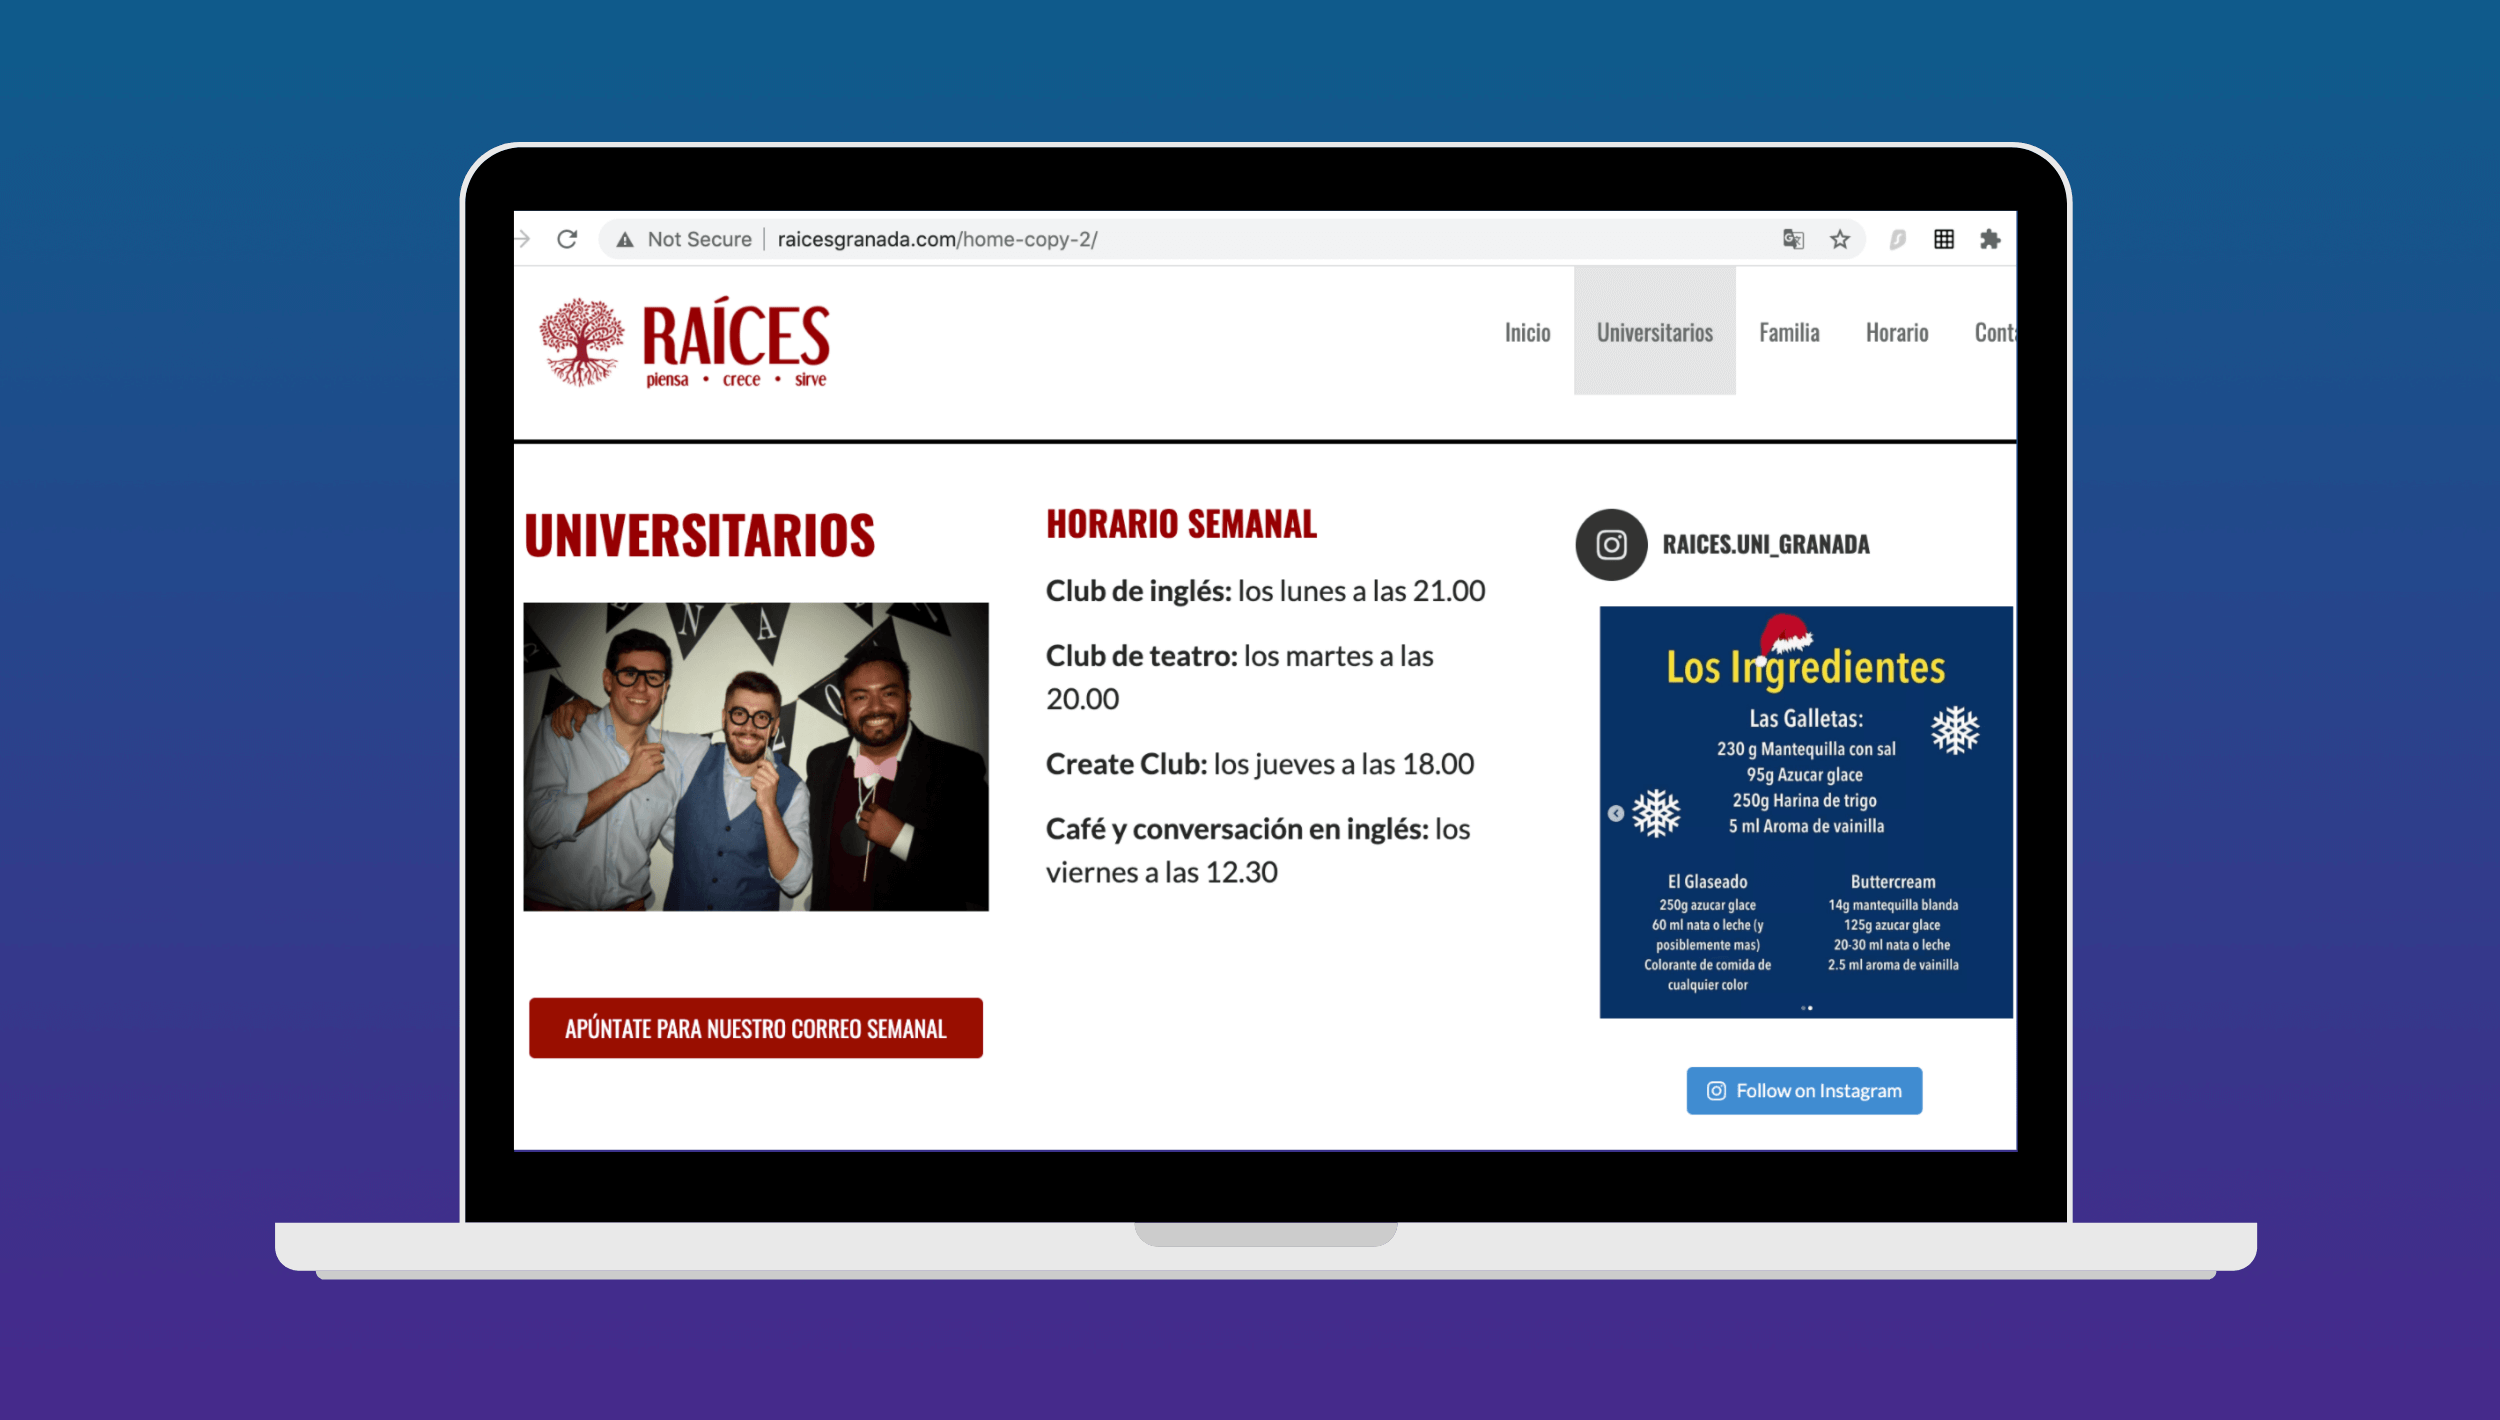 Not Secure | raicesgranada.com/home-copy-2/
RAÍCES
piensa • crece • sirve
Inicio
Universitarios
Familia
Horario
UNIVERSITARIOS
N A
APÚNTATE PARA NUESTRO CORREO SEMANAL
HORARIO SEMANAL
Club de inglés: los lunes a las 21.00
Club de teatro: los martes a las
20.00
Create Club: los jueves a las 18.00
Café y conversación en inglés: los
viernes a las 12.30
RAICES.UNI_GRANADA
Los Ingredientes
Las Galletas:
230 g Mantequilla con sal
95g Azucar glace
250g Harina de trigo
5 ml Aroma de vainilla
El Glaseado
250g azucar glace
60 ml nata o leche (y
posiblemente mas)
Colorante de comida de
cualquier color
Buttercream
14g mantequilla blanda
125g azucar glace
20-30 ml nata o leche
2.5 ml aroma de vainilla
Follow on Instagram